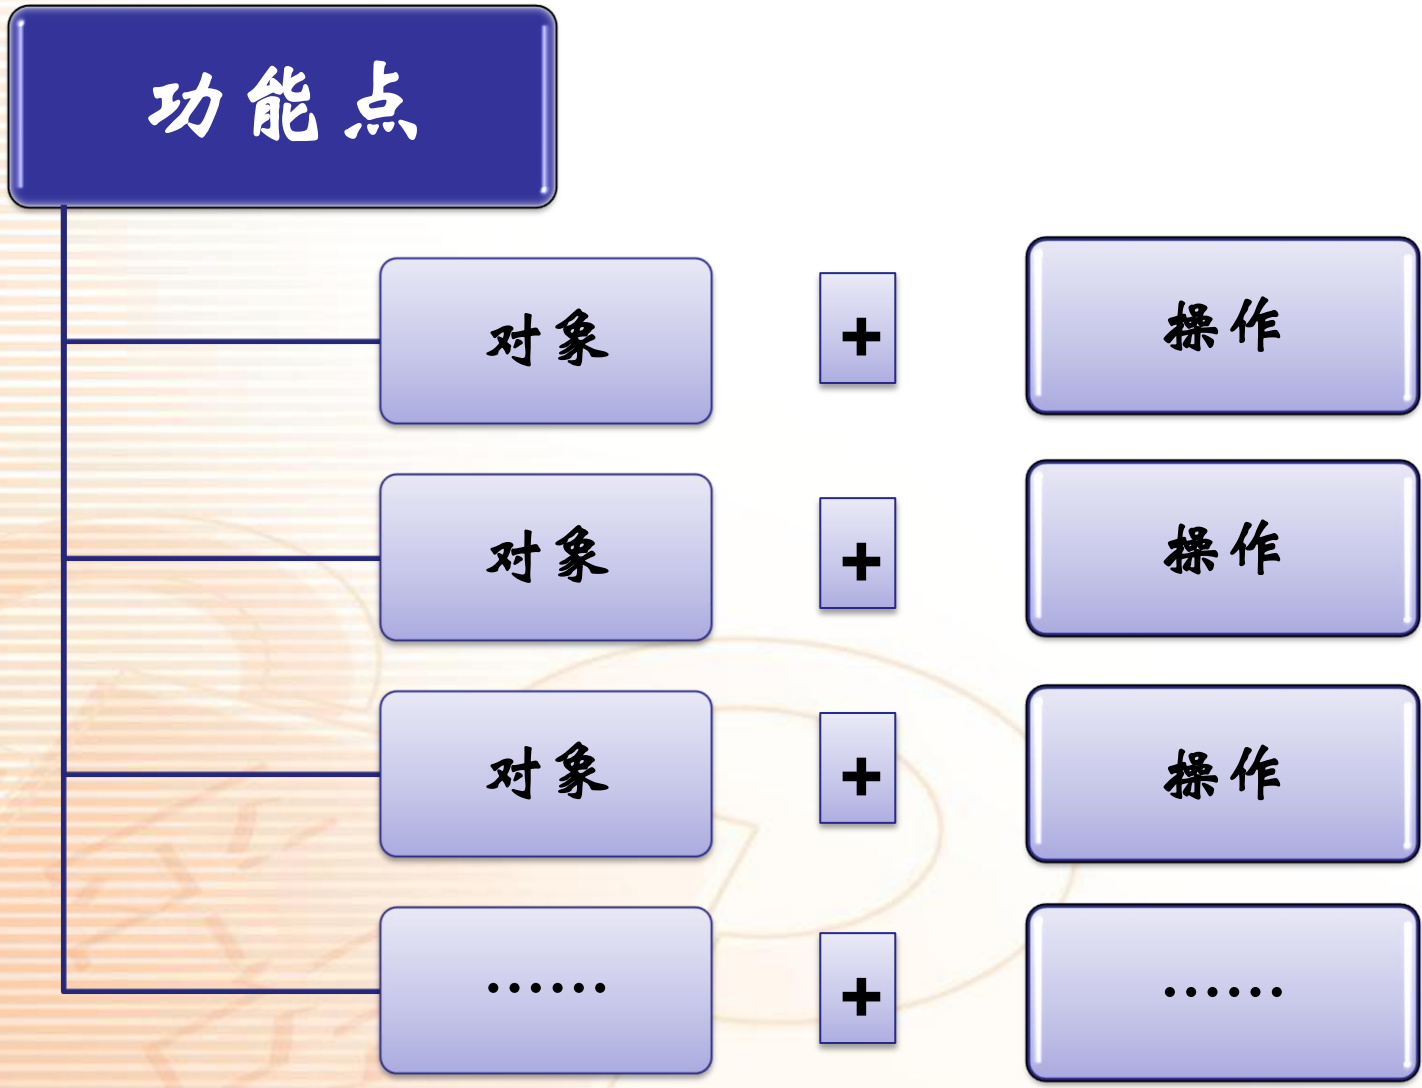 功能点
对象 + 操作
对象 + 操作
对象 + 操作
…… + ……